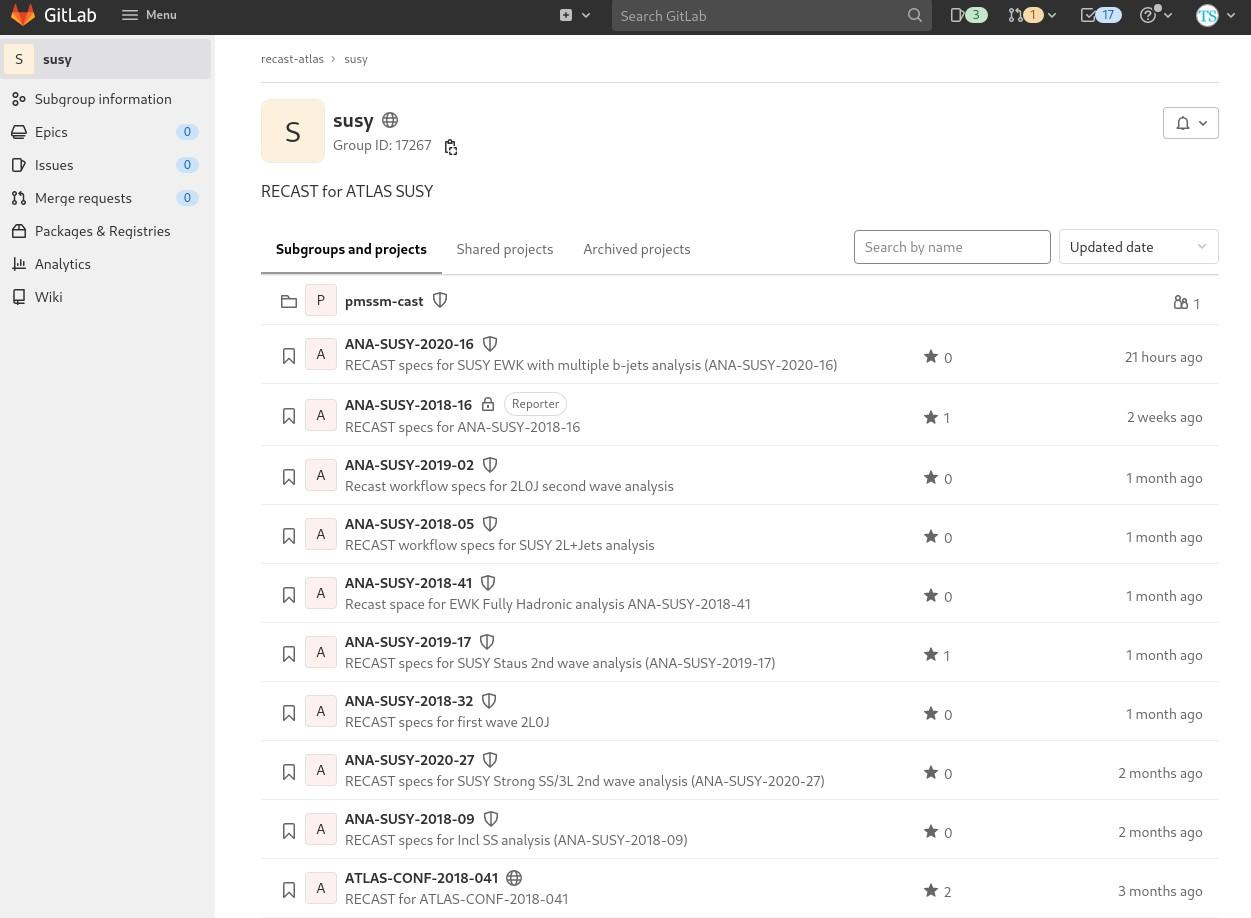 GitLab
Menu
Search GitLab
3
1
17
TS
S
susy
recast-atlas
susy
Subgroup information
Epics
0
Issues
0
Merge requests
0
Packages & Registries
Analytics
Wiki
S
susy
Group ID: 17267
RECAST for ATLAS SUSY
Subgroups and projects
Shared projects
Archived projects
Search by name
Updated date
P
pmssm-cast
1
A
ANA-SUSY-2020-16
RECAST specs for SUSY EWK with multiple b-jets analysis (ANA-SUSY-2020-16)
0
21 hours ago
A
ANA-SUSY-2018-16
Reporter
RECAST specs for ANA-SUSY-2018-16
1
2 weeks ago
A
ANA-SUSY-2019-02
Recast workflow specs for 2L0J second wave analysis
0
1 month ago
A
ANA-SUSY-2018-05
RECAST workflow specs for SUSY 2L+Jets analysis
0
1 month ago
A
ANA-SUSY-2018-41
Recast space for EWK Fully Hadronic analysis ANA-SUSY-2018-41
0
1 month ago
A
ANA-SUSY-2019-17
RECAST specs for SUSY Staus 2nd wave analysis (ANA-SUSY-2019-17)
1
1 month ago
A
ANA-SUSY-2018-32
RECAST specs for first wave 2L0J
0
1 month ago
A
ANA-SUSY-2020-27
RECAST specs for SUSY Strong SS/3L 2nd wave analysis (ANA-SUSY-2020-27)
0
2 months ago
A
ANA-SUSY-2018-09
RECAST specs for Incl SS analysis (ANA-SUSY-2018-09)
0
2 months ago
A
ATLAS-CONF-2018-041
RECAST for ATLAS-CONF-2018-041
2
3 months ago